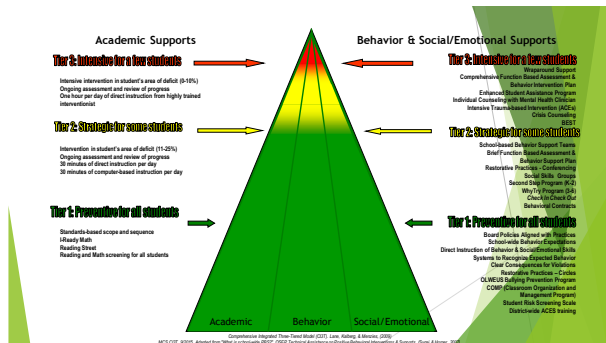 Academic Supports
Behavior & Social/Emotional Supports
Tier 3: Intensive for a few students
Intensive intervention in student's area of deficit (0-10%)
Ongoing assessment and review of progress
One hour per day of direct instruction from highly trained
interventionist
Tier 2: Strategic for some students
Intervention in student's area of deficit (11-25%)
Ongoing assessment and review of progress
30 minutes of direct instruction per day
30 minutes of computer-based instruction per day
Tier 1: Preventive for all students
Standards-based scope and sequence
I-Ready Math
Reading Street
Reading and Math screening for all students
Tier 3: Intensive for a few students
Wraparound Support
Comprehensive Function Based Assessment &
Behavior Intervention Plan
Enhanced Student Assistance Program
Individual Counseling with Mental Health Clinician
Intensive Trauma-based Intervention (ACEs)
Crisis Counseling
BEST
Tier 2: Strategic for some students
School-based Behavior Support Teams
Brief Function Based Assessment &
Behavior Support Plan
Restorative Practices - Conferencing
Social Skills Groups
Second Step Program (K-2)
WhyTry Program (3-6)
Check in Check Out
Behavioral Contracts
Tier 1: Preventive for all students
Board Policies Aligned with Practices
School-wide Behavior Expectations
Direct Instruction of Behavior & Social/Emotional Skills
Systems to Recognize Expected Behavior
Clear Consequences for Violations
Restorative Practices – Circles
OLWEUS Bullying Prevention Program
COMP (Classroom Organization and
Management Program)
Student Risk Screening Scale
District-wide ACES training
Academic
Behavior
Social/Emotional
Comprehensive Integrated Three-Tiered Model (CI3T). Lane, Kalberg, & Menzies, (2009).